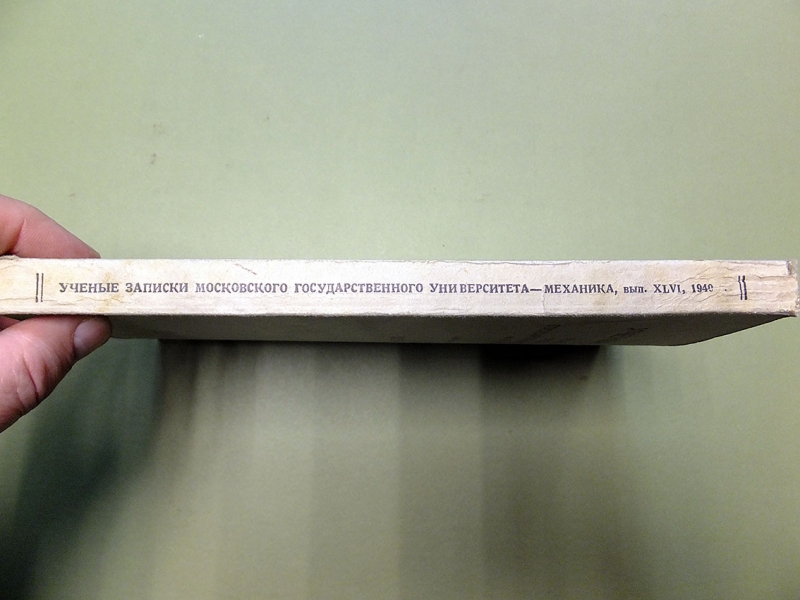 УЧЕНЫЕ ЗАПИСКИ МОСКОВСКОГО ГОСУДАРСТВЕННОГО УНИВЕРСИТЕТА—МЕХАНИКА, вып. XLVI, 1940